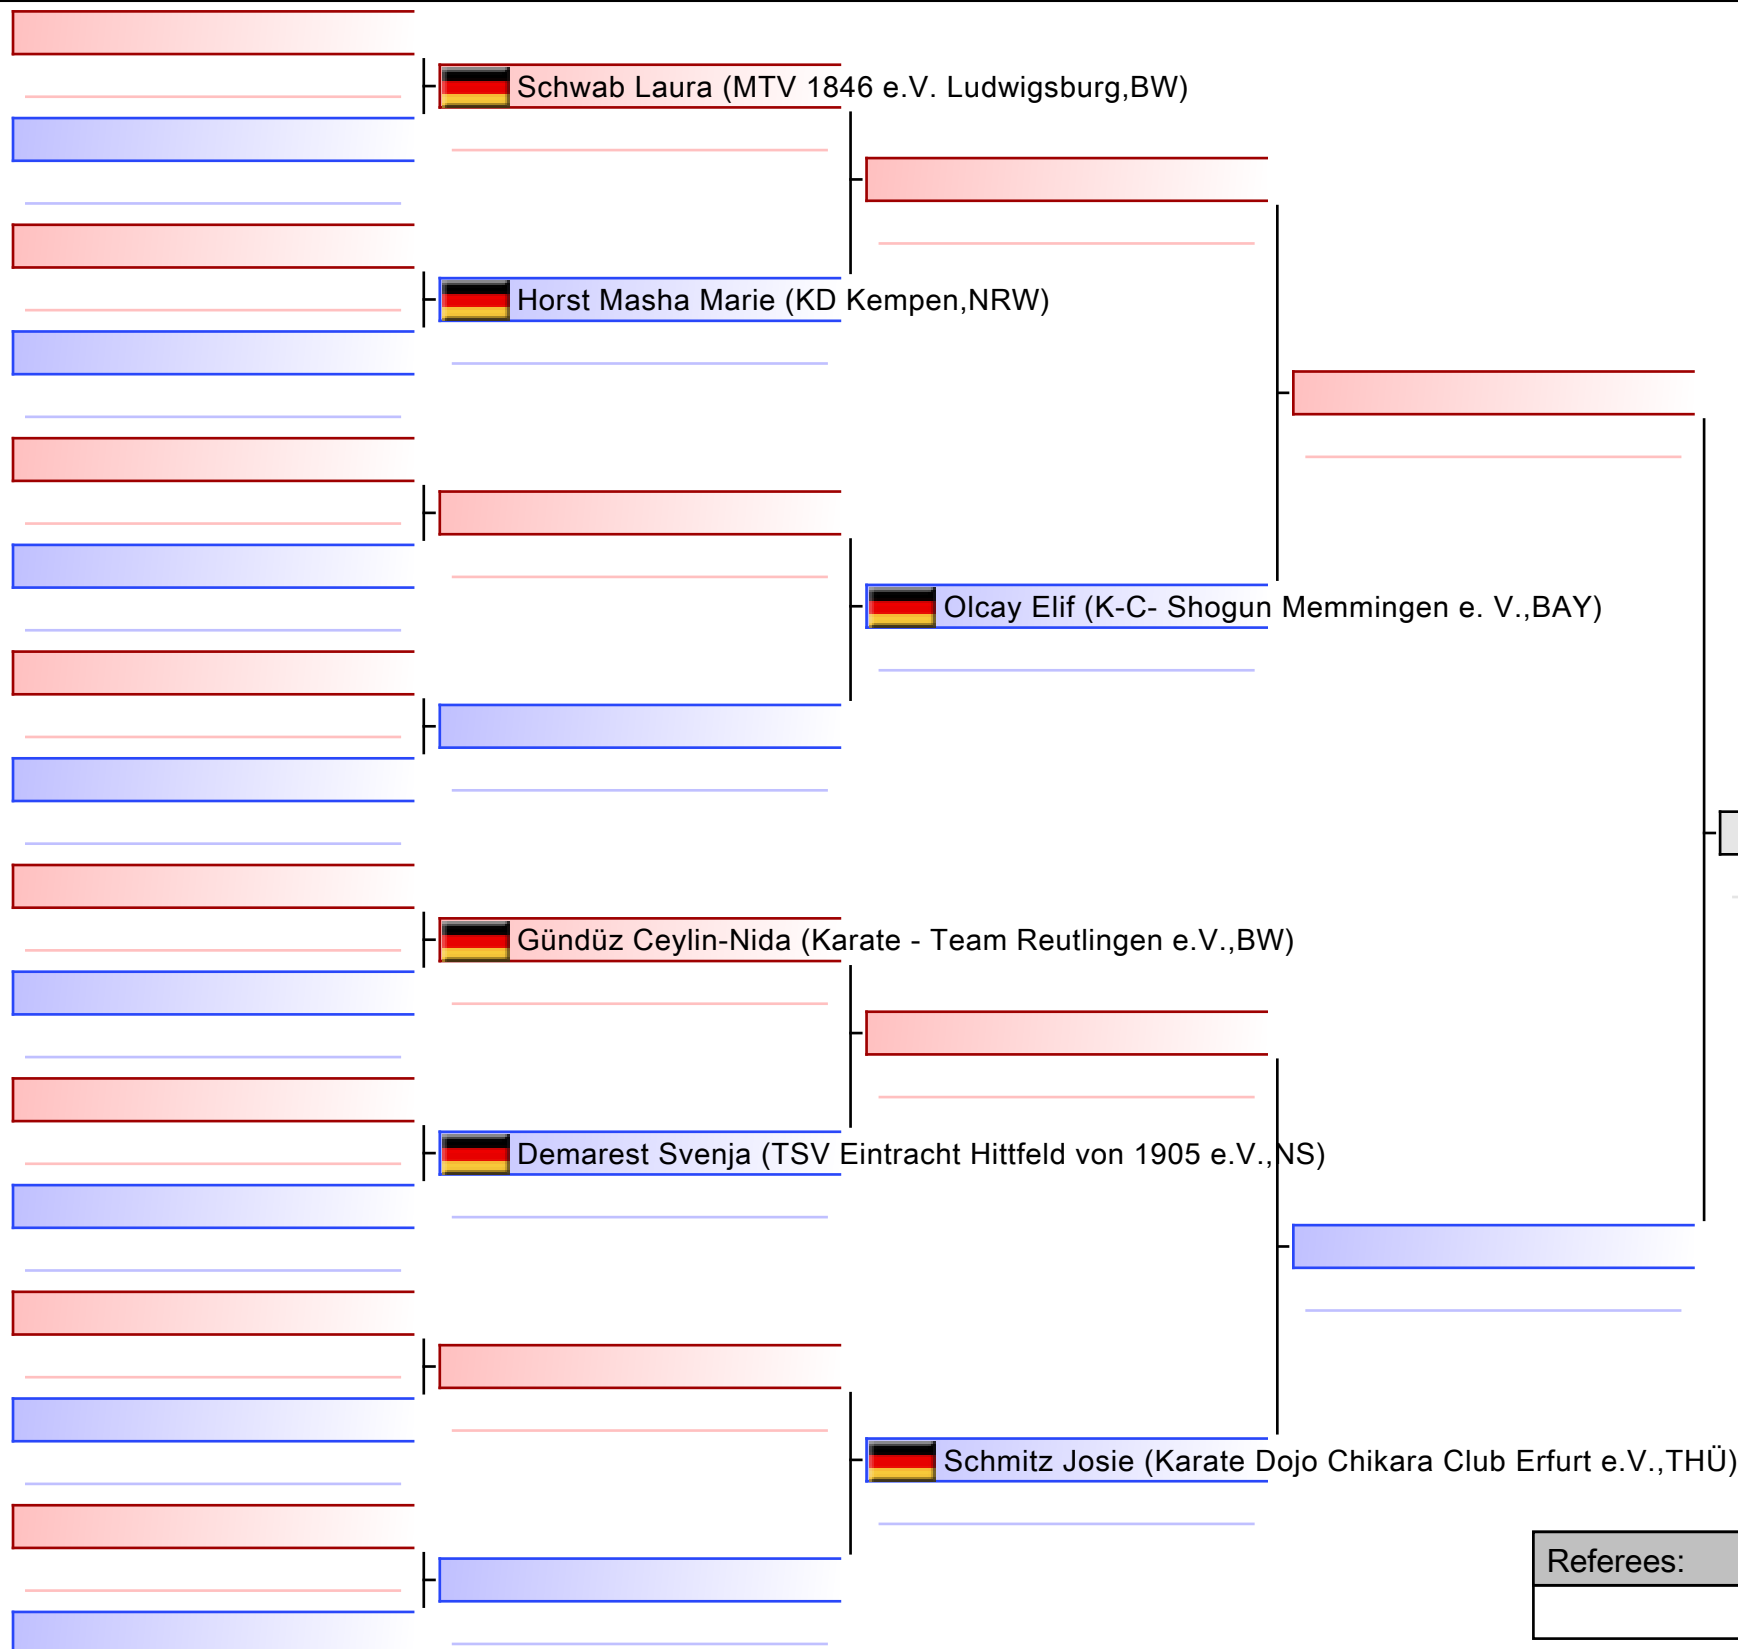 Schwab Laura (MTV 1846 e.V. Ludwigsburg,BW)
Horst Masha Marie (KD Kempen,NRW)
Olcay Elif (K-C- Shogun Memmingen e. V.,BAY)
Gündüz Ceylin-Nida (Karate - Team Reutlingen e.V.,BW)
Demarest Svenja (TSV Eintracht Hittfeld von 1905 e.V.,NS)
Schmitz Josie (Karate Dojo Chikara Club Erfurt e.V.,THÜ)
Referees: